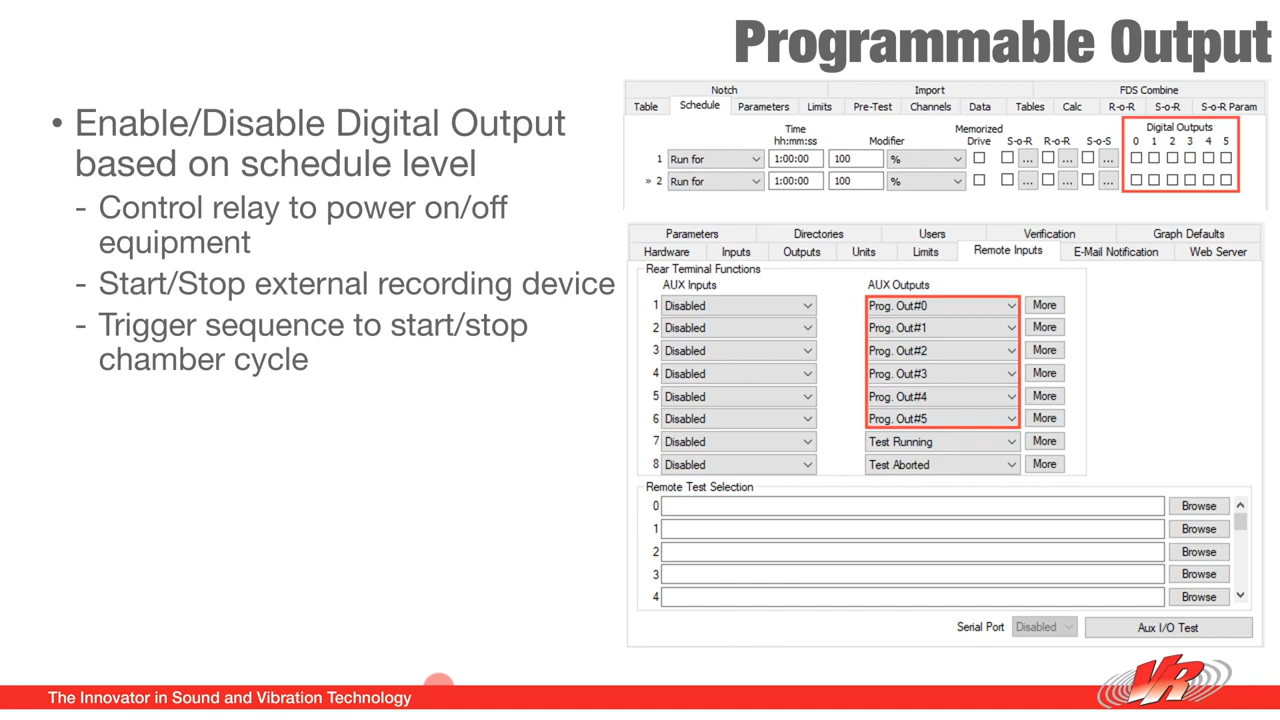 Programmable Output
• Enable/Disable Digital Output
based on schedule level
- Control relay to power on/off
equipment
- Start/Stop external recording device
- Trigger sequence to start/stop
chamber cycle
Notch Import FDS Combine
Table Schedule Parameters Limits Pre-Test Channels Data Tables Calc R-o-R S-o-R S-o-R Param
Time
hh:mm:ss Modifier Memorized
Drive S-o-R R-o-R S-o-S Digital Outputs
0 1 2 3 4 5
1 Run for 1:00:00 100 % ... ... ...
» 2 Run for 1:00:00 100 % ... ... ...
Parameters Directories Users Verification Graph Defaults
Hardware Inputs Outputs Units Limits Remote Inputs E-Mail Notification Web Server
Rear Terminal Functions
AUX Inputs AUX Outputs
1 Disabled Prog. Out#0 More
2 Disabled Prog. Out#1 More
3 Disabled Prog. Out#2 More
4 Disabled Prog. Out#3 More
5 Disabled Prog. Out#4 More
6 Disabled Prog. Out#5 More
7 Disabled Test Running More
8 Disabled Test Aborted More
Remote Test Selection
0 Browse
1 Browse
2 Browse
3 Browse
4 Browse
Serial Port Disabled Aux I/O Test
The Innovator in Sound and Vibration Technology
VR